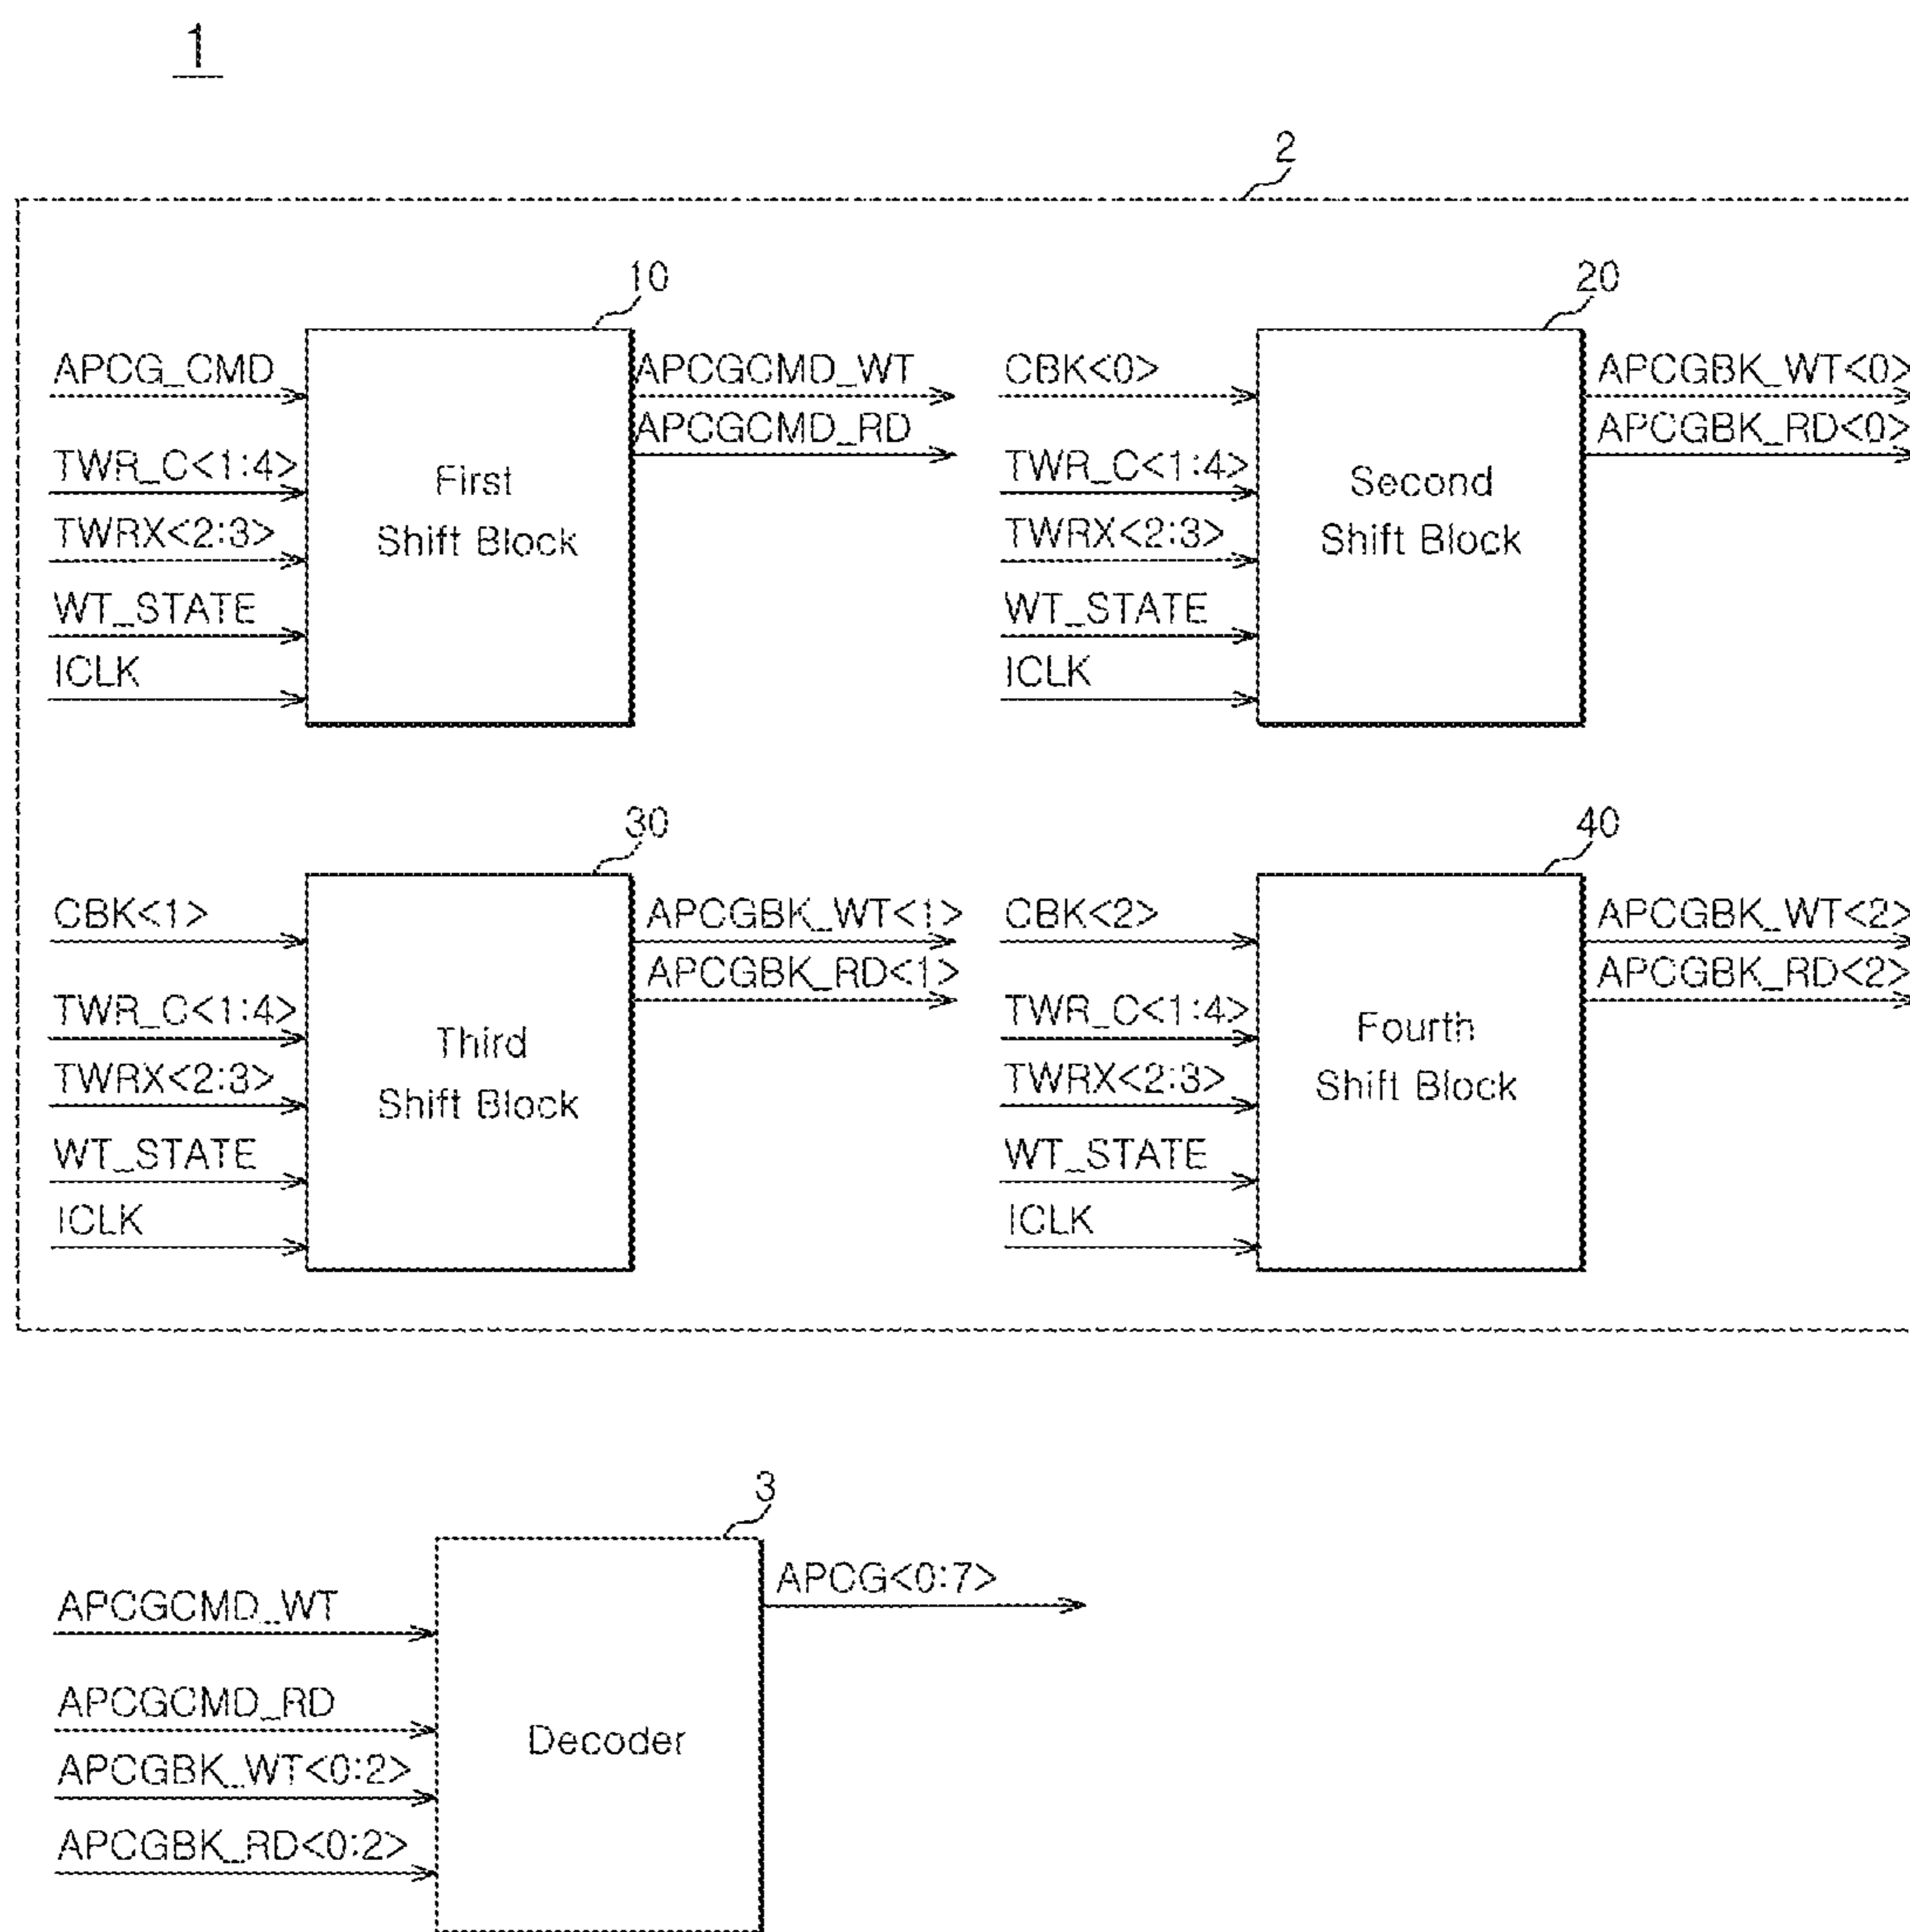 1
2
10
APCG_CMD
TWR_C<1:4>
TWRX<2:3>
WT_STATE
ICLK
First
Shift Block
APCGCMD_WT
APCGCMD_RD
20
CBK<0>
TWR_C<1:4>
TWRX<2:3>
WT_STATE
ICLK
Second
Shift Block
APCGBK_WT<0>
APCGBK_RD<0>
30
CBK<1>
TWR_C<1:4>
TWRX<2:3>
WT_STATE
ICLK
Third
Shift Block
APCGBK_WT<1>
APCGBK_RD<1>
40
CBK<2>
TWR_C<1:4>
TWRX<2:3>
WT_STATE
ICLK
Fourth
Shift Block
APCGBK_WT<2>
APCGBK_RD<2>
3
APCGCMD_WT
APCGCMD_RD
APCGBK_WT<0:2>
APCGBK_RD<0:2>
Decoder
APCG<0:7>